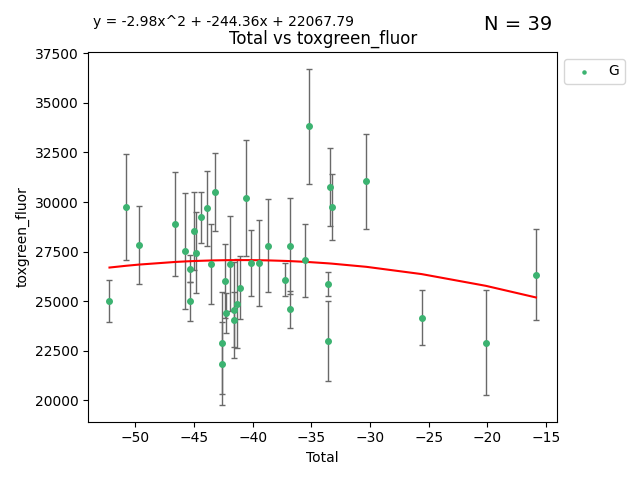 y = -2.98x^2 + -244.36x + 22067.79
N = 39
Total vs toxgreen_fluor
G
37500
35000
32500
30000
27500
25000
22500
20000
toxgreen_fluor
−50
−45
−40
−35
−30
−25
−20
−15
Total